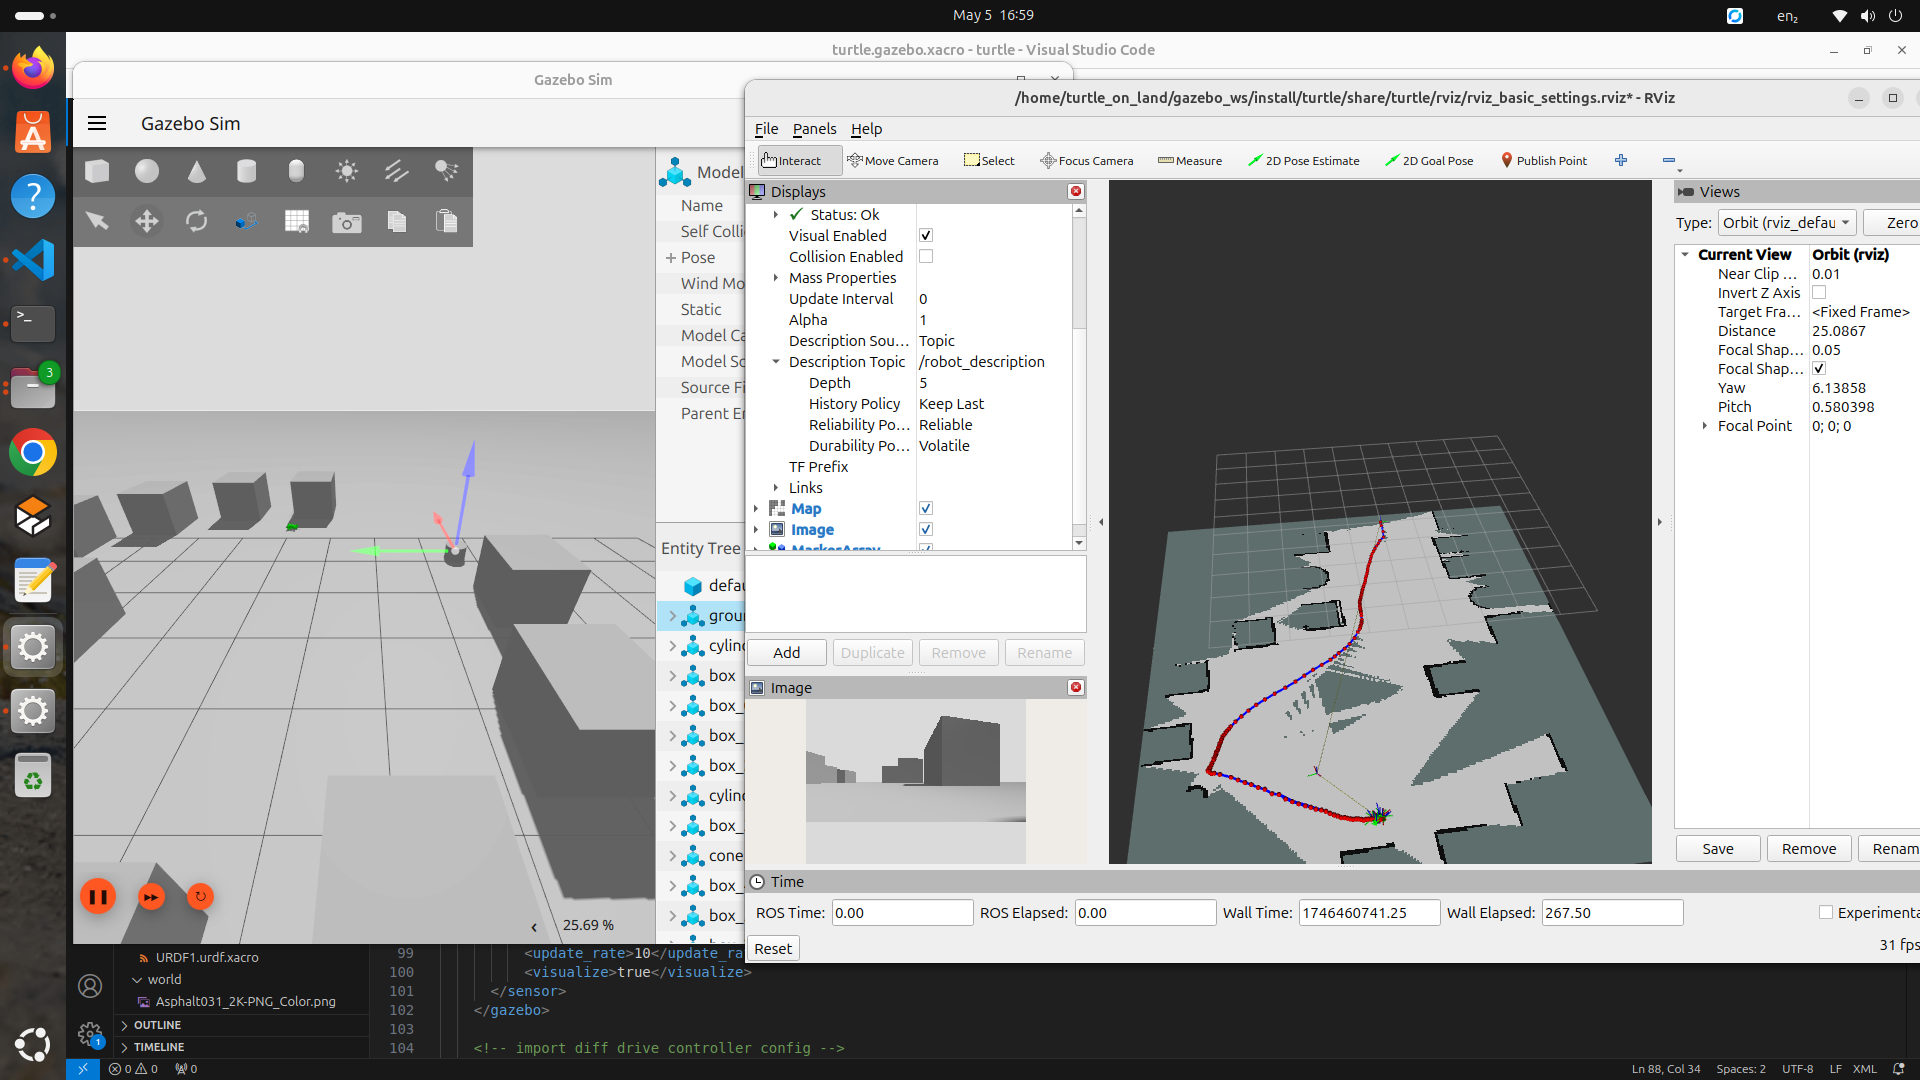 May 5 16:59
en₂
turtle.gazebo.xacro - turtle - Visual Studio Code
Gazebo Sim
Gazebo Sim
Model
Name
Self Colli
Pose
Wind Mo
Static
Model Ca
Model Sc
Source Fi
Parent En
Entity Tree
defau
groun
cylin
box
box_
box_
box_
cylin
box_
cone
box_
box_
25.69 %
/home/turtle_on_land/gazebo_ws/install/turtle/share/turtle/rviz/rviz_basic_settings.rviz* - RViz
File Panels Help
Interact Move Camera Select Focus Camera Measure 2D Pose Estimate 2D Goal Pose Publish Point
Displays
Status: Ok
Visual Enabled
Collision Enabled
Mass Properties
Update Interval 0
Alpha 1
Description Sou... Topic
Description Topic /robot_description
Depth 5
History Policy Keep Last
Reliability Po... Reliable
Durability Po... Volatile
TF Prefix
Links
Map
Image
MarkerArray
Add Duplicate Remove Rename
Image
Views
Type: Orbit (rviz_defau Zero
Current View Orbit (rviz)
Near Clip ... 0.01
Invert Z Axis
Target Fra... <Fixed Frame>
Distance 25.0867
Focal Shap... 0.05
Focal Shap...
Yaw 6.13858
Pitch 0.580398
Focal Point 0; 0; 0
Save Remove Renam
Time
ROS Time: 0.00 ROS Elapsed: 0.00 Wall Time: 1746460741.25 Wall Elapsed: 267.50 Experimenta
Reset 31 fps
URDF1.urdf.xacro
world
Asphalt031_2K-PNG_Color.png
OUTLINE
TIMELINE
99 <update_rate>10</update_ra
100 <visualize>true</visualize>
101 </sensor>
102 </gazebo>
103
104 <!-- import diff drive controller config -->
3
1
0 0 0
Ln 88, Col 34 Spaces: 2 UTF-8 LF XML